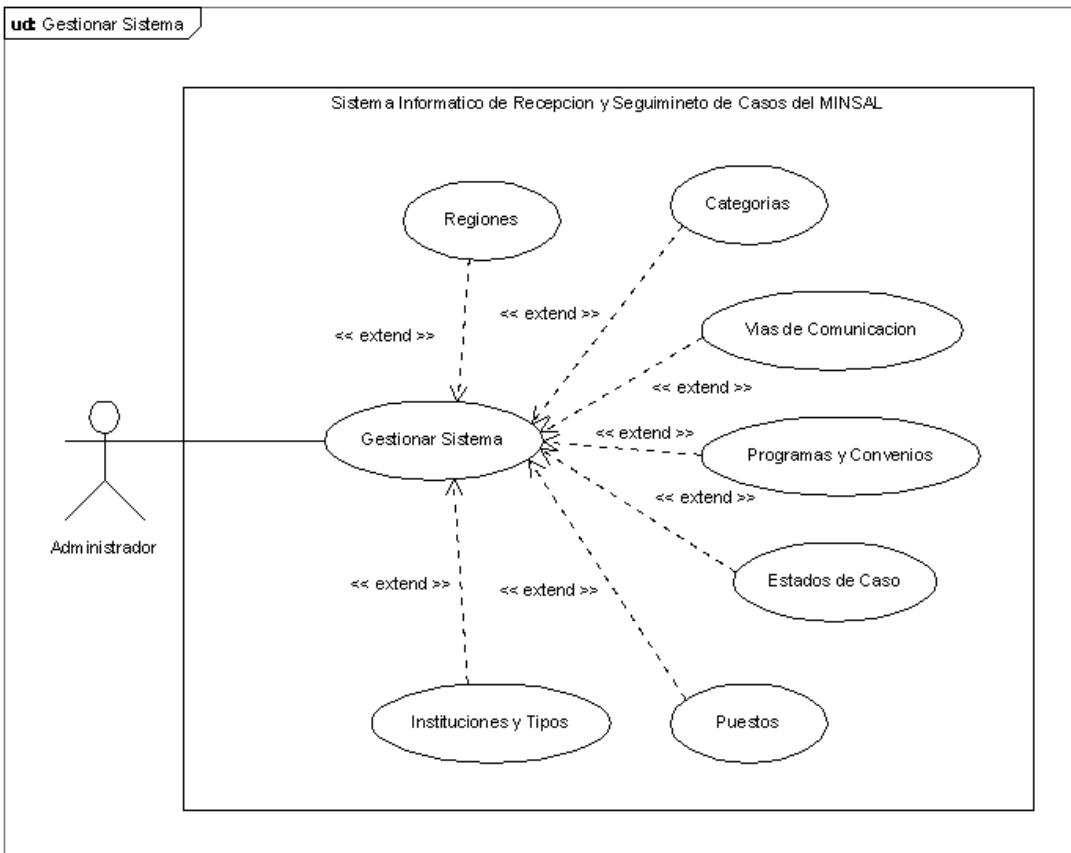 ud: Gestionar Sistema
Sistema Informatico de Recepcion y Seguimineto de Casos del MINSAL
Categorias
Regiones
<< extend >>
Vias de Comunicacion
<< extend >>
<< extend >>
<< extend >>
Gestionar Sistema
Programas y Convenios
<< extend >>
Administrador
Estados de Caso
<< extend >>
<< extend >>
Instituciones y Tipos
Puestos